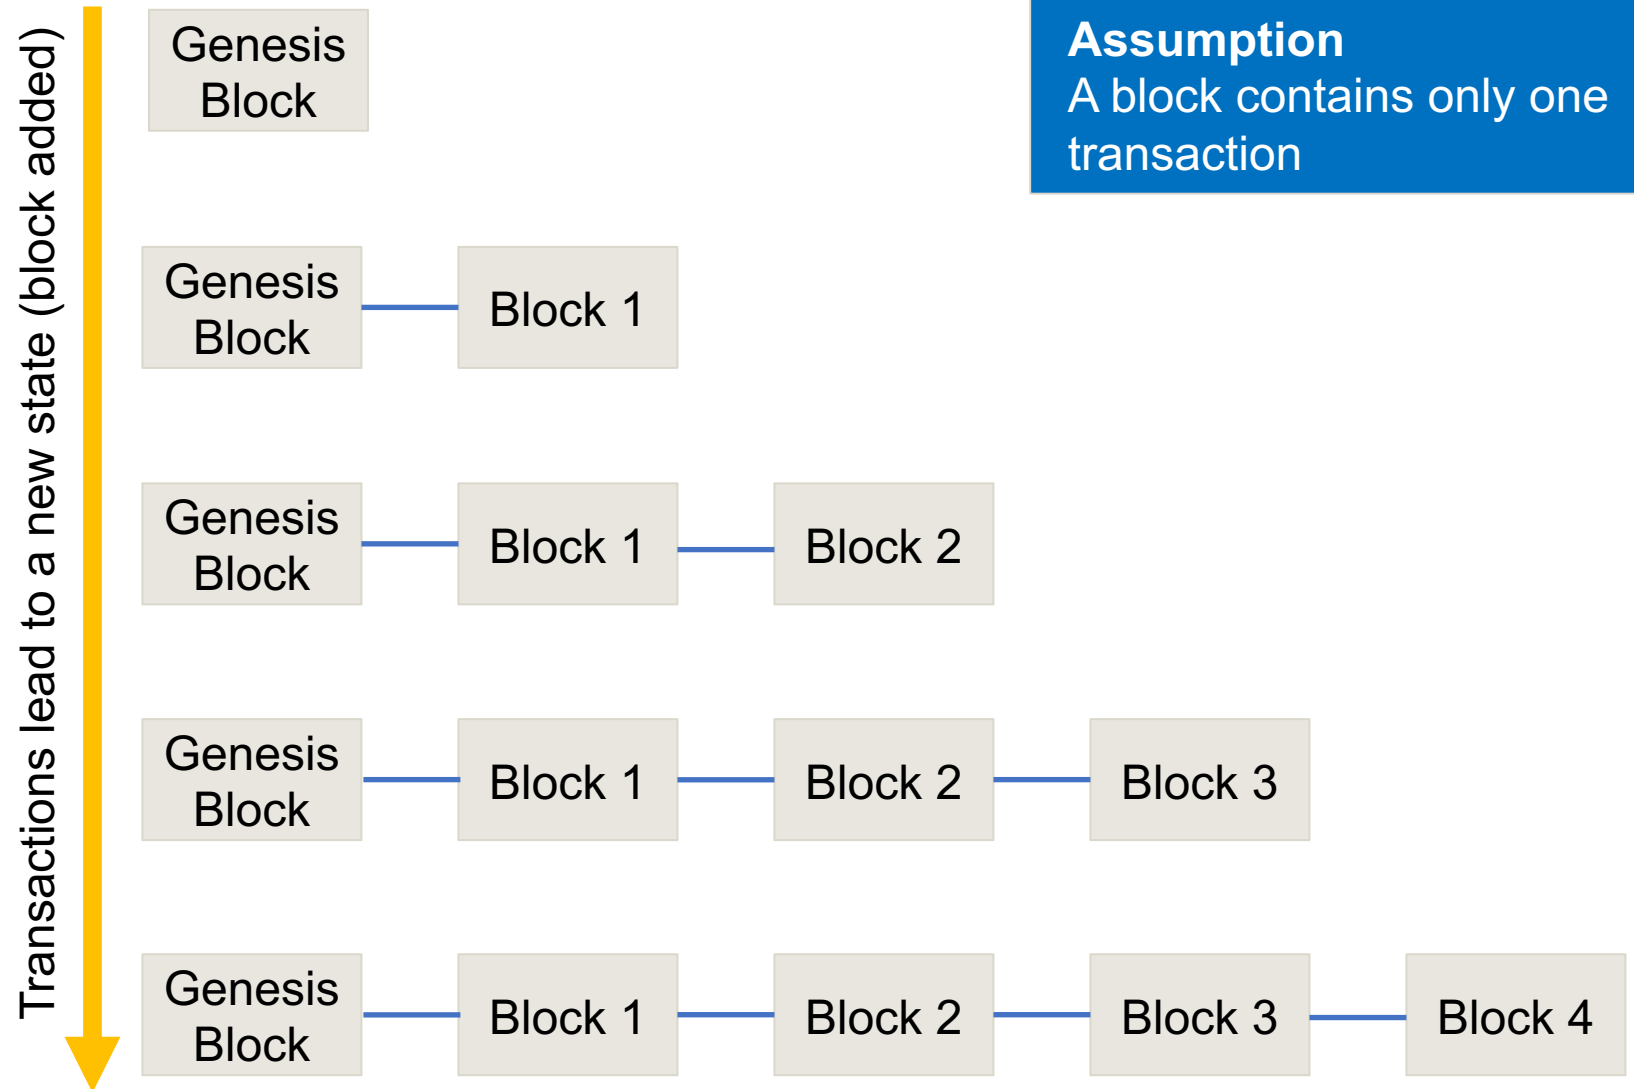 Transactions lead to a new state (block added)
Genesis
Block
Assumption
A block contains only one
transaction
Genesis
Block
Block 1
Genesis
Block
Block 1
Block 2
Genesis
Block
Block 1
Block 2
Block 3
Genesis
Block
Block 1
Block 2
Block 3
Block 4